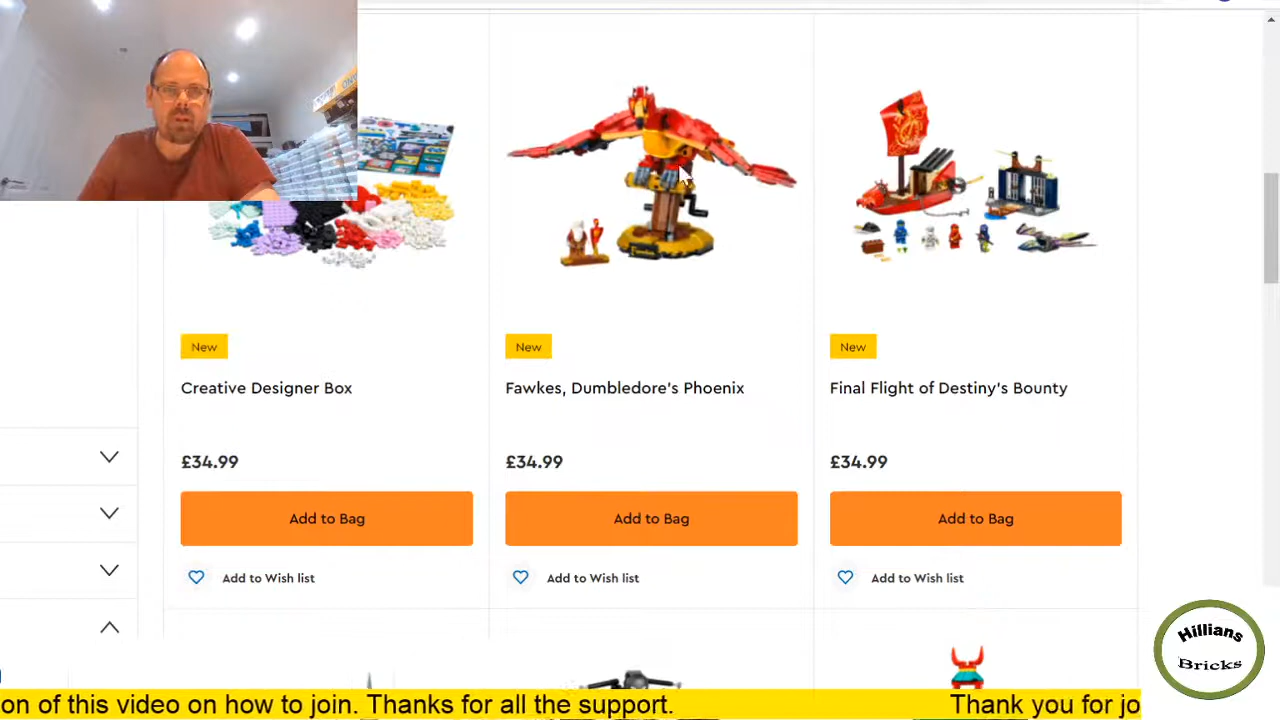 New
New
New
Creative Designer Box
Fawkes, Dumbledore's Phoenix
Final Flight of Destiny's Bounty
£34.99
£34.99
£34.99
Add to Bag
Add to Bag
Add to Bag
Add to Wish list
Add to Wish list
Add to Wish list
Hillians
Bricks
on of this video on how to join. Thanks for all the support.
Thank you for jo